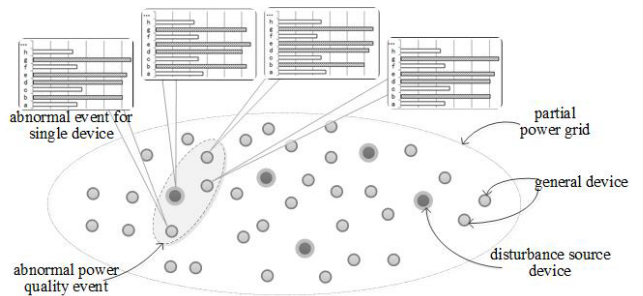 ...
h
g
f
e
d
c
b
a
...
h
g
f
e
d
c
b
a
...
h
g
f
e
d
c
b
a
...
h
g
f
e
d
c
b
a
abnormal event for
single device
partial
power grid
general device
disturbance source
device
abnormal power
quality event